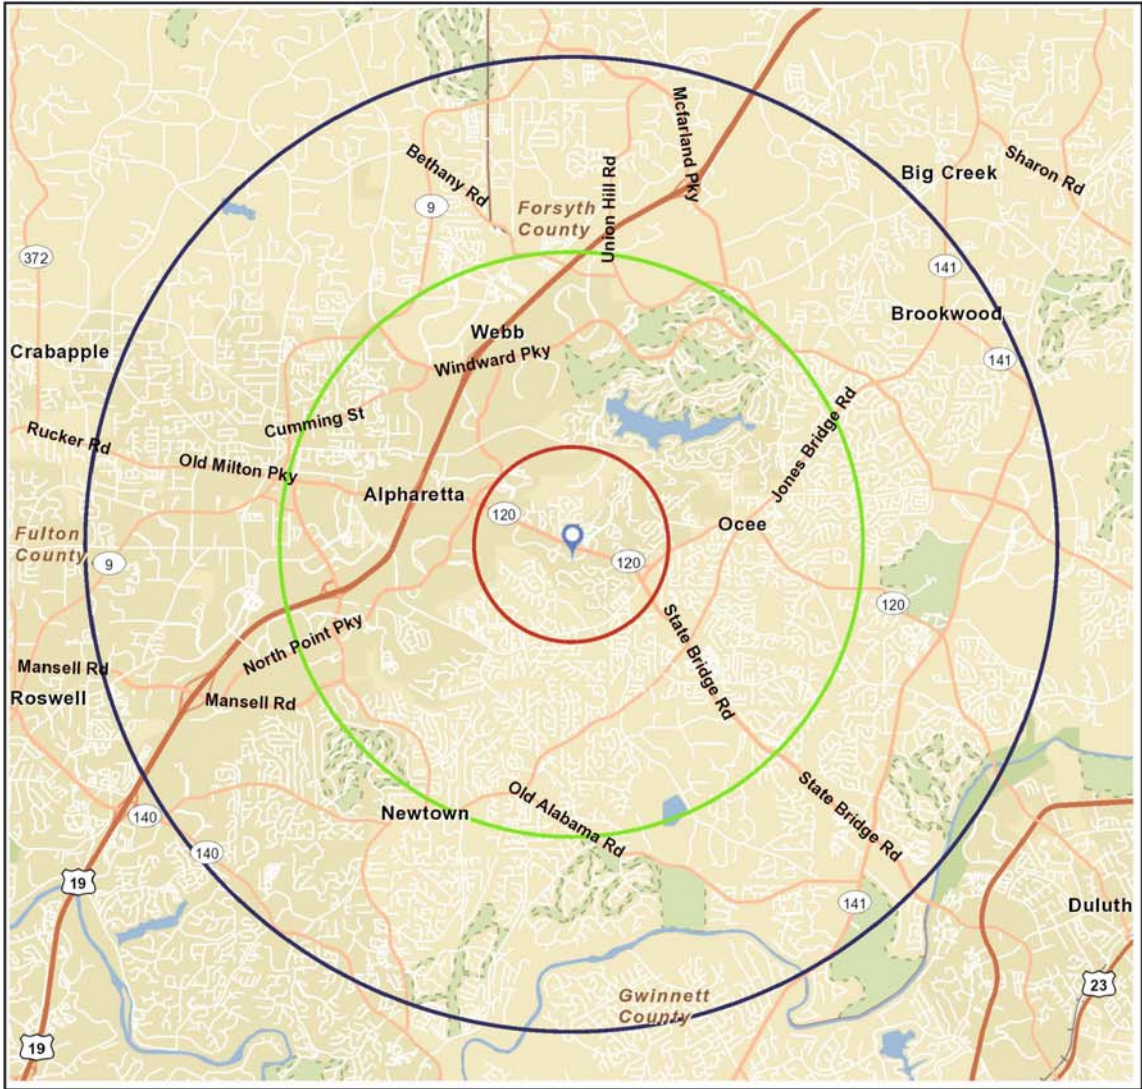 Mcfarland Pky
Sharon Rd
Big Creek
Bethany Rd
Union Hill Rd
9
Forsyth
County
372
141
Brookwood
Webb
Crabapple
Windward Pky
141
Jones Bridge Rd
Cumming St
Rucker Rd
Old Milton Pky
Alpharetta
120
Ocee
Fulton
County
9
120
120
State Bridge Rd
North Point Pky
Mansell Rd
Roswell
Mansell Rd
Old Alabama Rd
State Bridge Rd
Newtown
140
140
19
141
Duluth
23
Gwinnett
County
19